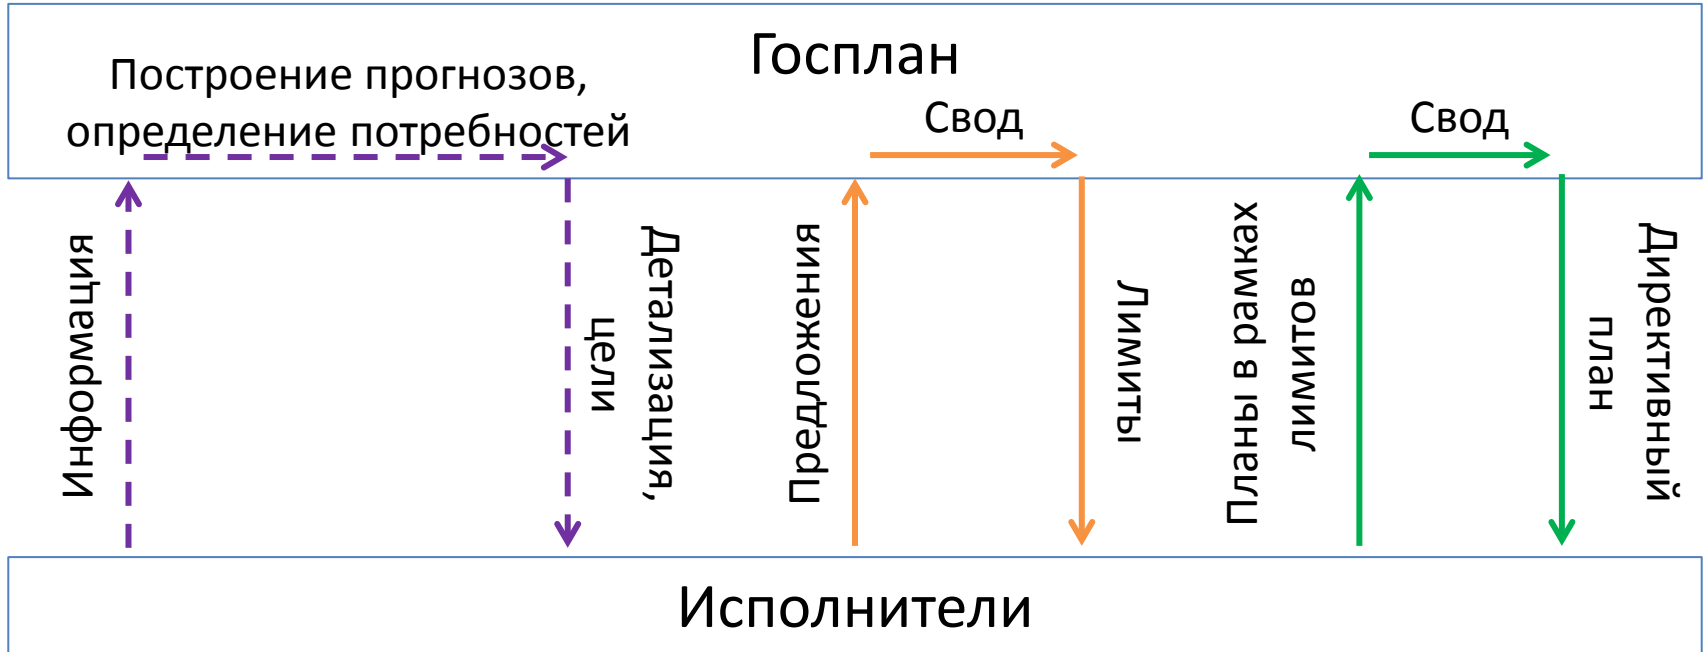 Госплан
Построение прогнозов,
определение потребностей
Свод
Свод
Информация
Детализация,
цели
Предложения
Лимиты
Планы в рамках
лимитов
Директивный
план
Исполнители